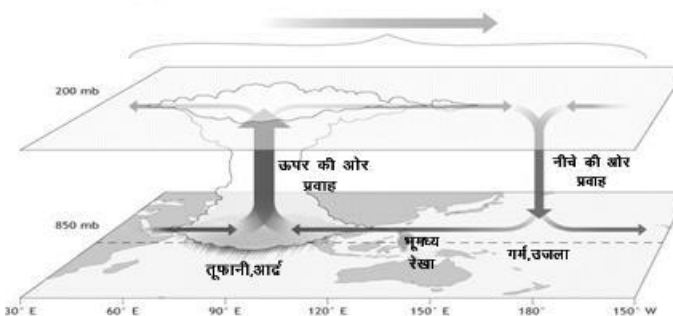 200 mb
ऊपर की ओर
प्रवाह
नीचे की ओर
प्रवाह
850 mb
भूमध्य
रेखा
तूफानी,आर्द
गर्म,उजला
30° E 60° E 90° E 120° E 150° E 180° 150° W